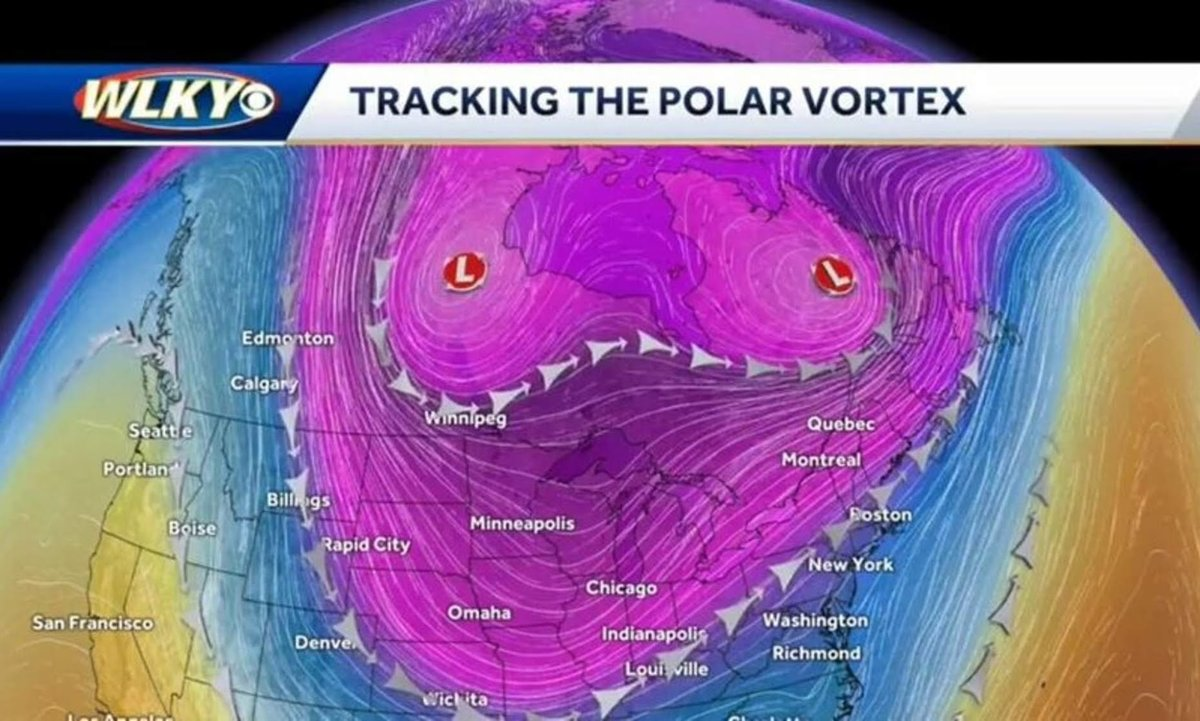 WLKY
TRACKING THE POLAR VORTEX
L
L
Edmonton
Calgary
Winnipeg
Seattle
Quebec
Portland
Montreal
Billings
Boston
Boise
Minneapolis
Rapid City
New York
Chicago
Omaha
San Francisco
Washington
Indianapolis
Denver
Richmond
Louisville
Wichita
Los Angeles
Charlotte